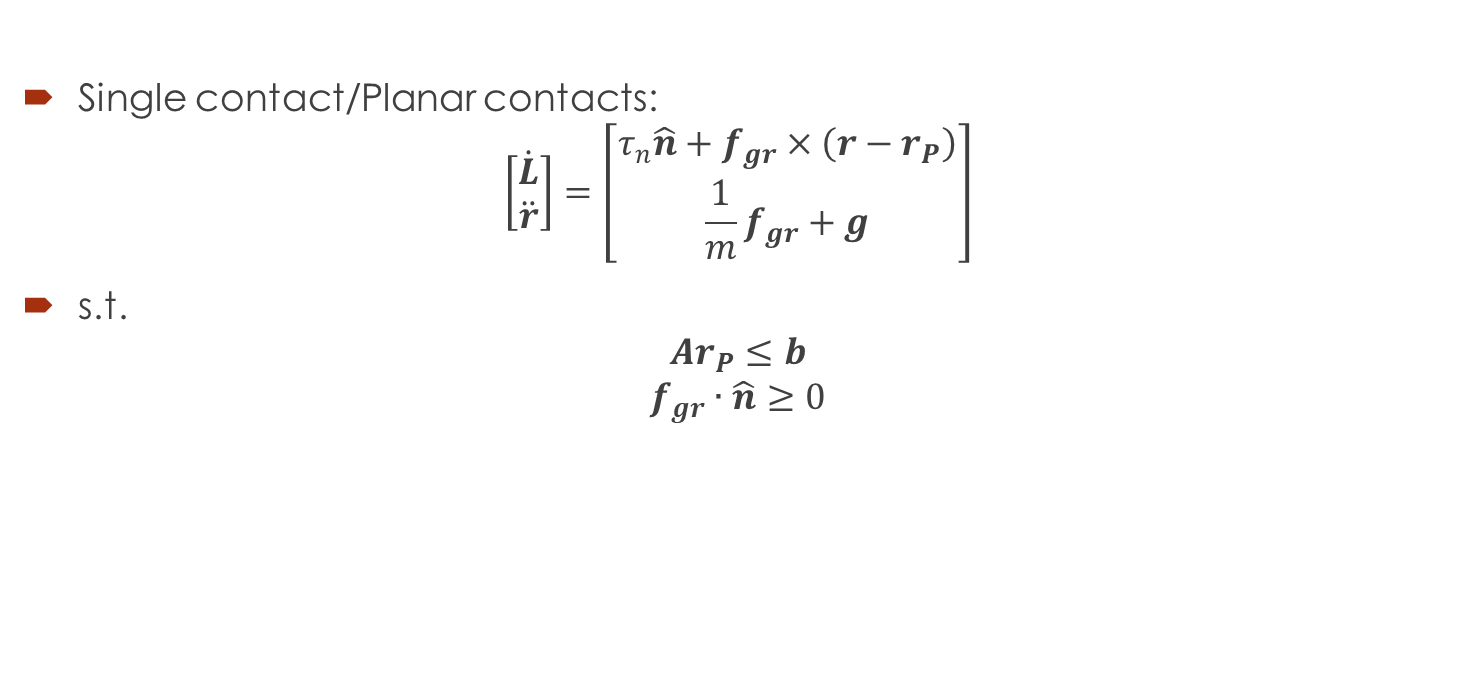 Single contact/Planar contacts:
[L̇ r̈] = [τₙn̂ + f_gr × (r − r_P) 1/m f_gr + g]
s.t.
Ar_P ≤ b
f_gr · n̂ ≥ 0